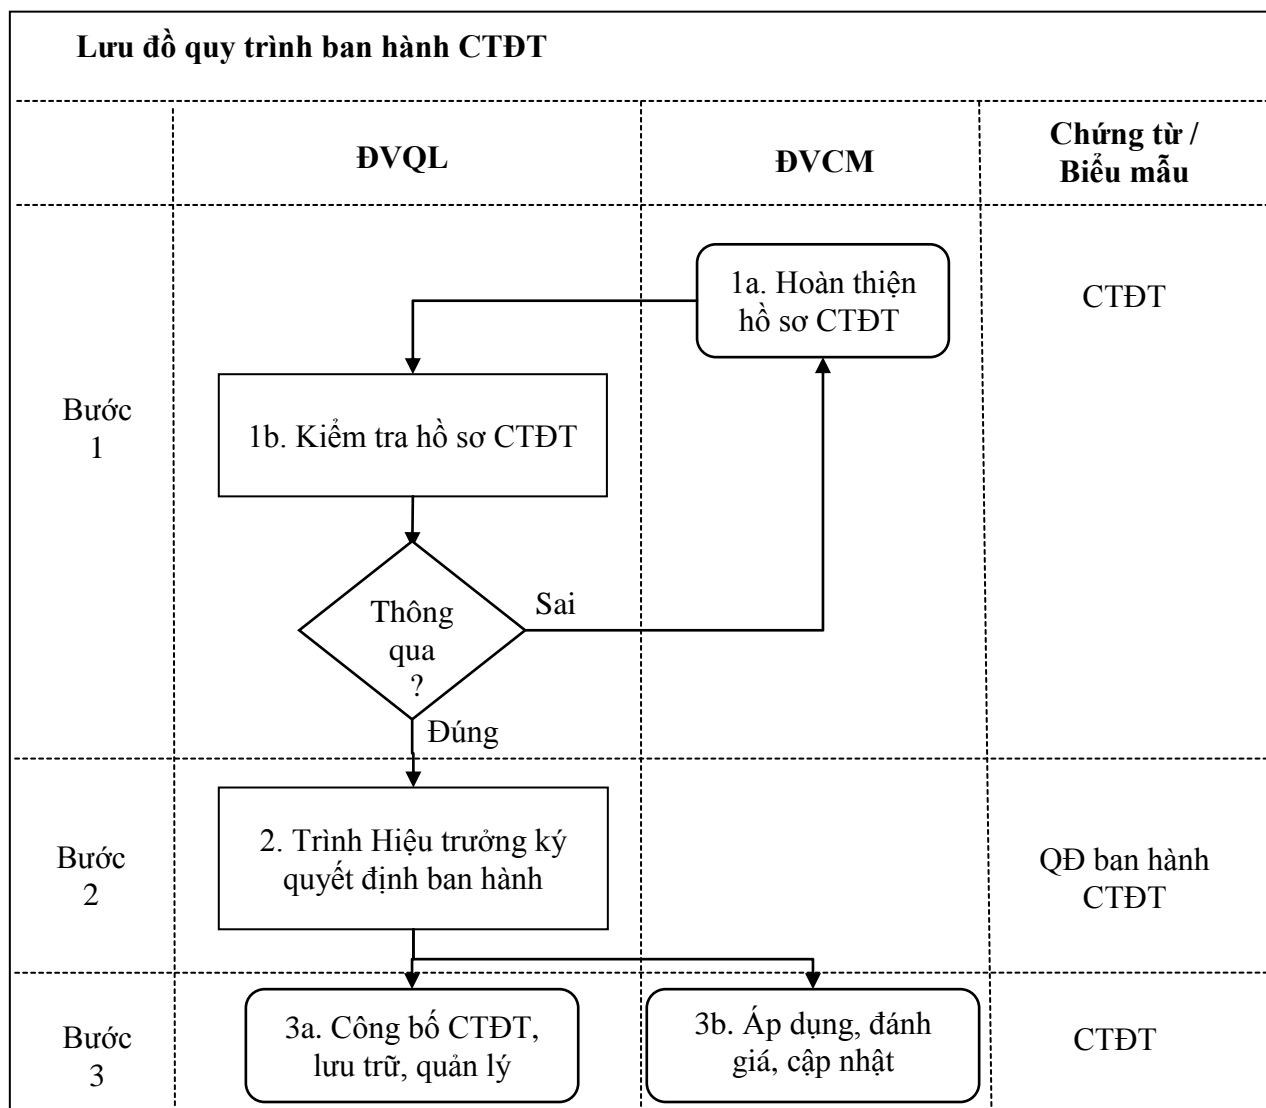 Lưu đồ quy trình ban hành CTĐT
ĐVQL
ĐVCM
Chứng từ /
Biểu mẫu
Bước
1
1a. Hoàn thiện
hồ sơ CTĐT
CTĐT
1b. Kiểm tra hồ sơ CTĐT
Thông
qua
?
Sai
Đúng
Bước
2
2. Trình Hiệu trưởng ký
quyết định ban hành
QĐ ban hành
CTĐT
Bước
3
3a. Công bố CTĐT,
lưu trữ, quản lý
3b. Áp dụng, đánh
giá, cập nhật
CTĐT